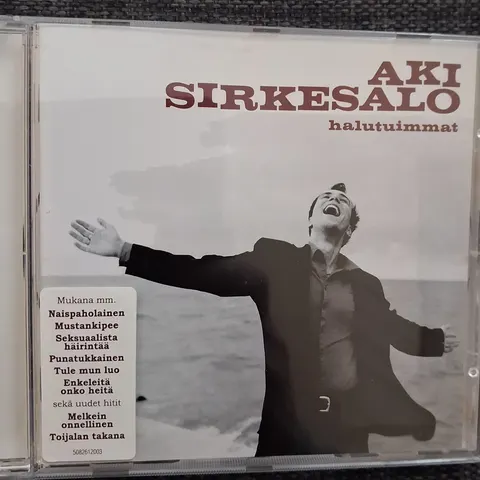 AKI
SIRKESALO
halutuimmat
Mukana mm.
Naispaholainen
Mustankipee
Seksuaalista
häirintää
Punatukkainen
Tule mun luo
Enkeleitä
onko heitä
sekä uudet hitit
Melkein
onnellinen
Toijalan takana
5082612003